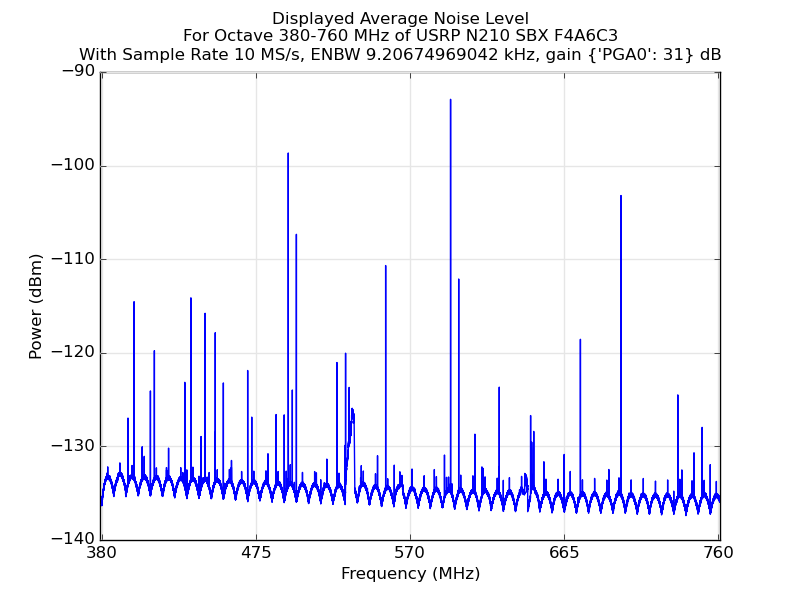 Displayed Average Noise Level
For Octave 380-760 MHz of USRP N210 SBX F4A6C3
With Sample Rate 10 MS/s, ENBW 9.20674969042 kHz, gain {'PGA0': 31} dB
−90
−100
−110
−120
−130
−140
Power (dBm)
380 475 570 665 760
Frequency (MHz)